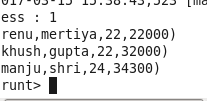 ess : 1
renu,mertiya,22,22000)
khush,gupta,22,32000)
manju,shri,24,34300)
runt>